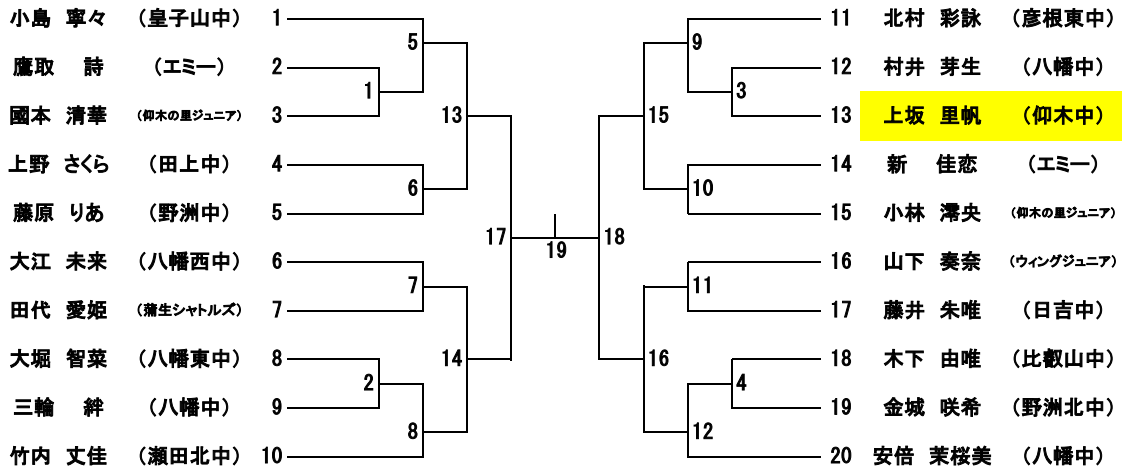 小島 寧々 (皇子山中) 1
鷹取 詩 (エミー) 2
國本 清華 (仰木の里ジュニア) 3
上野 さくら (田上中) 4
藤原 りあ (野洲中) 5
大江 未来 (八幡西中) 6
田代 愛姫 (蒲生シャトルズ) 7
大堀 智菜 (八幡東中) 8
三輪 絆 (八幡中) 9
竹内 丈佳 (瀬田北中) 10
5
1
13
6
17
7
14
2
8
19
9
3
15
10
18
11
16
4
12
11 北村 彩詠 (彦根東中)
12 村井 芽生 (八幡中)
13 上坂 里帆 (仰木中)
14 新 佳恋 (エミー)
15 小林 澪央 (仰木の里ジュニア)
16 山下 奏奈 (ウィングジュニア)
17 藤井 朱唯 (日吉中)
18 木下 由唯 (比叡山中)
19 金城 咲希 (野洲北中)
20 安倍 茉桜美 (八幡中)